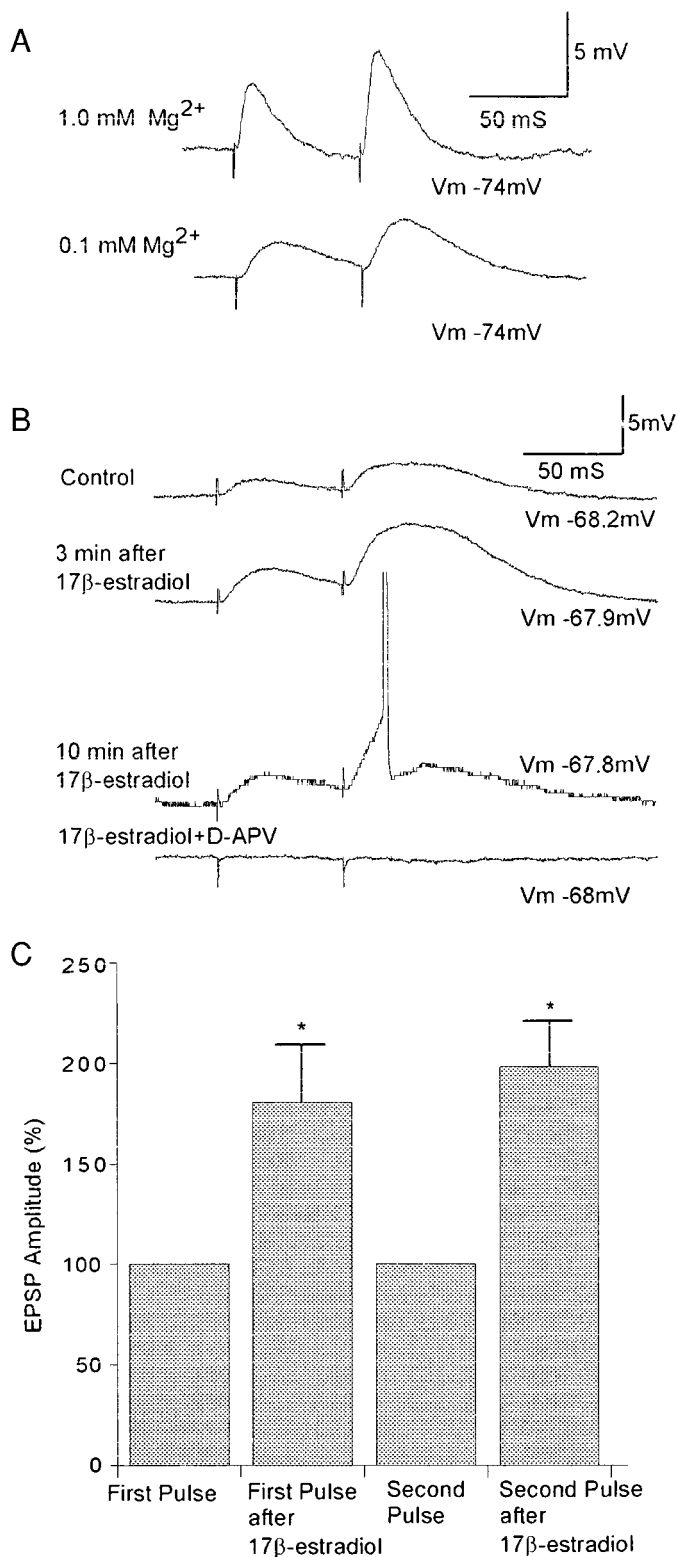 A
5 mV
50 mS
1.0 mM Mg2+
Vm -74mV
0.1 mM Mg2+
Vm -74mV
B
5mV
50 mS
Control
Vm -68.2mV
3 min after
17β-estradiol
Vm -67.9mV
10 min after
17β-estradiol
Vm -67.8mV
17β-estradiol+D-APV
Vm -68mV
C
EPSP Amplitude (%)
250
200
150
100
50
0
*
*
First Pulse
First Pulse
after
17β-estradiol
Second
Pulse
Second Pulse
after
17β-estradiol